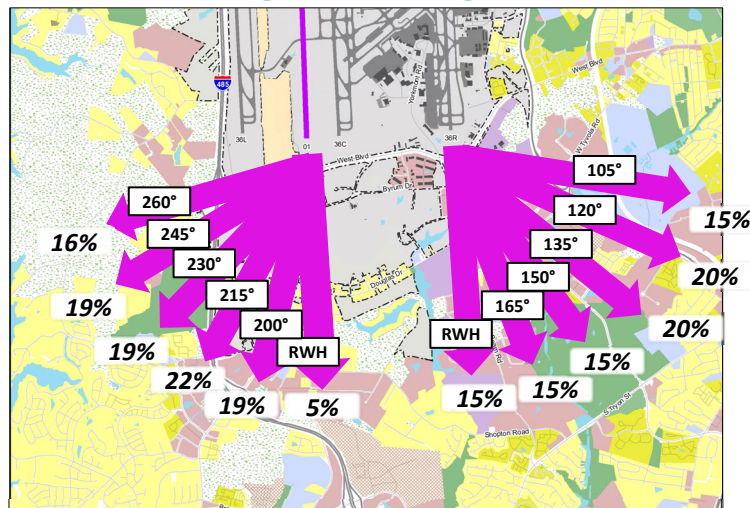 485
36L
01
36C
36R
Yorkmont Rd
West Blvd
W Tyvola Rd
West Blvd
Byrum Dr
Douglas Dr
260°
245°
230°
215°
200°
RWH
105°
120°
135°
150°
165°
RWH
16%
19%
19%
22%
19%
5%
15%
20%
20%
15%
15%
15%
S Tryon St
Shopton Road